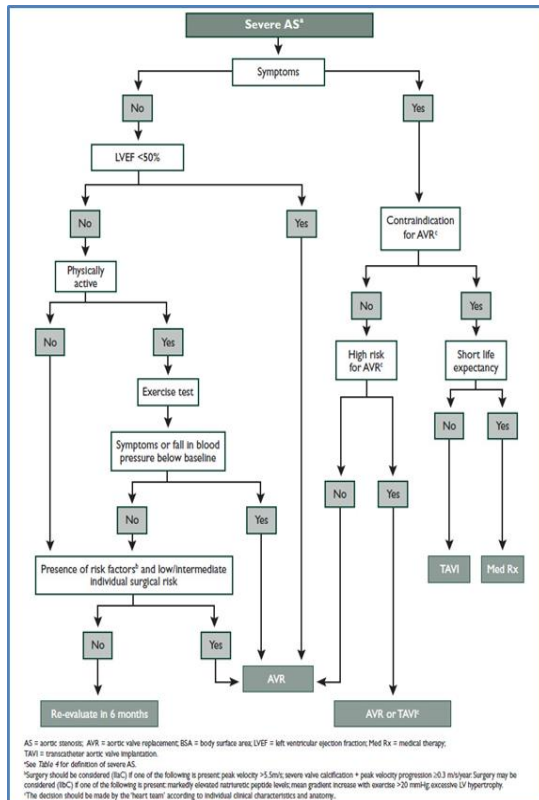 Severe ASᵃ
Symptoms
No
Yes
LVEF <50%
No
Yes
Contraindication
for AVRᶜ
Physically
active
No
Yes
No
Yes
High risk
for AVRᶜ
Short life
expectancy
Exercise test
No
Yes
Symptoms or fall in blood
pressure below baseline
No
Yes
No
Yes
Presence of risk factorsᵇ and low/intermediate
individual surgical risk
TAVI
Med Rx
No
Yes
AVR
Re-evaluate in 6 months
AVR or TAVIᶜ
AS = aortic stenosis; AVR = aortic valve replacement; BSA = body surface area; LVEF = left ventricular ejection fraction; Med Rx = medical therapy;
TAVI = transcatheter aortic valve implantation.
ᵃSee Table 4 for definition of severe AS.
ᵇSurgery should be considered (IIaC) if one of the following is present: peak velocity >5.5m/s; severe valve calcification + peak velocity progression ≥0.3 m/s/year. Surgery may be
considered (IIbC) if one of the following is present: markedly elevated natriuretic peptide levels; mean gradient increase with exercise >20 mmHg; excessive LV hypertrophy.
ᶜThe decision should be made by the 'heart team' according to individual clinical characteristics and anatomy.